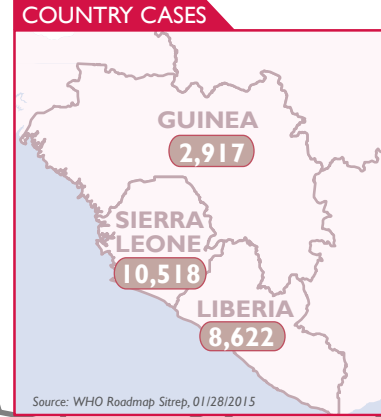 COUNTRY CASES
GUINEA
2,917
SIERRA
LEONE
10,518
LIBERIA
8,622
Source: WHO Roadmap Sitrep, 01/28/2015